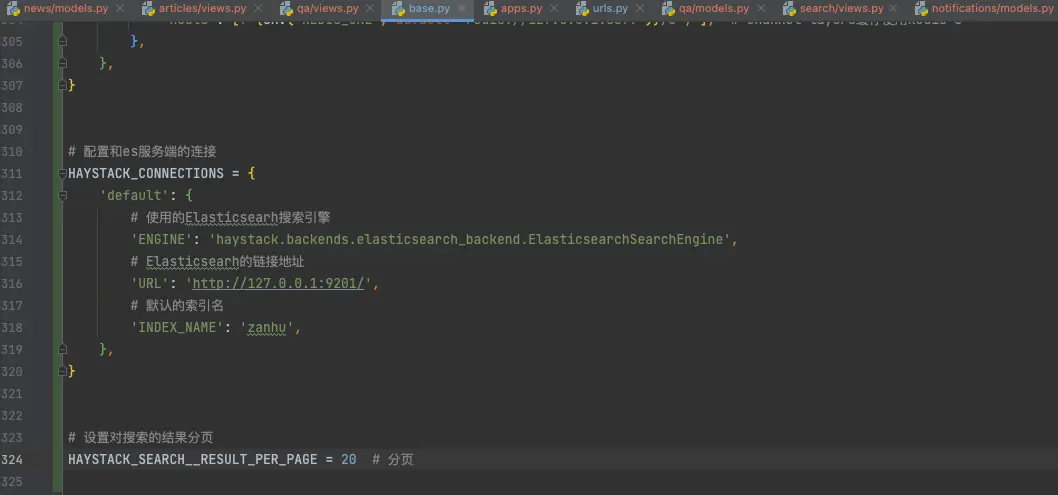 news/models.py articles/views.py qa/views.py base.py apps.py urls.py qa/models.py search/views.py notifications/models.py
305 },
306 },
307 }
308
309
310 # 配置和es服务端的连接
311 HAYSTACK_CONNECTIONS = {
312 'default': {
313 # 使用的Elasticsearh搜索引擎
314 'ENGINE': 'haystack.backends.elasticsearch_backend.ElasticsearchSearchEngine',
315 # Elasticsearh的链接地址
316 'URL': 'http://127.0.0.1:9201/',
317 # 默认的索引名
318 'INDEX_NAME': 'zanhu',
319 },
320 }
321
322
323 # 设置对搜索的结果分页
324 HAYSTACK_SEARCH__RESULT_PER_PAGE = 20 # 分页
325